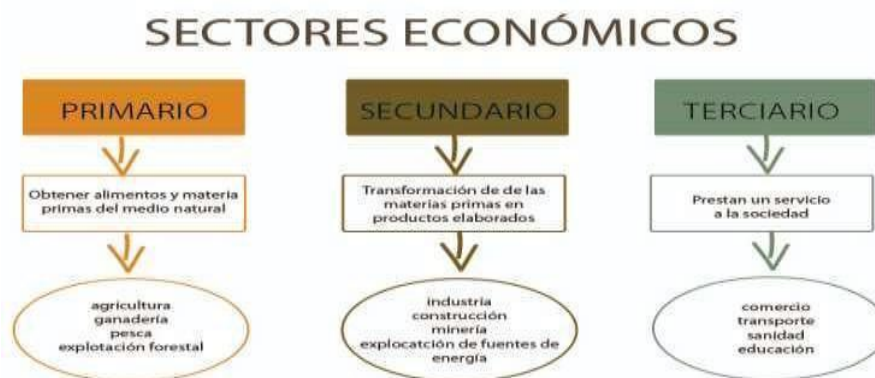 SECTORES ECONÓMICOS
PRIMARIO
Obtener alimentos y materia
primas del medio natural
agricultura
ganadería
pesca
explotación forestal
SECUNDARIO
Transformación de de las
materias primas en
productos elaborados
industria
construcción
minería
explocatción de fuentes de
energía
TERCIARIO
Prestan un servicio
a la sociedad
comercio
transporte
sanidad
educación